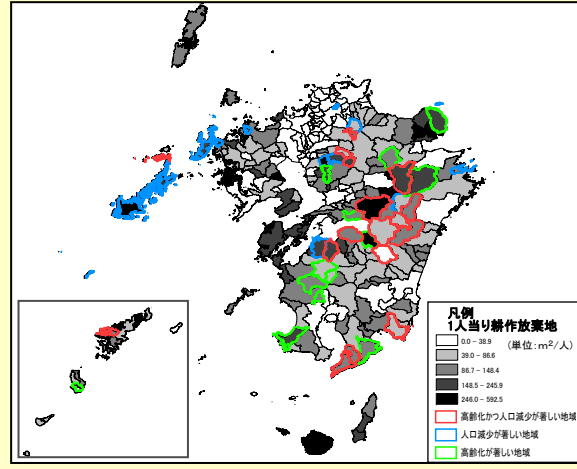 凡例
1人当り耕作放棄地
(単位:m²/人)
0.0 – 38.9
39.0 – 86.6
86.7 – 148.4
148.5 – 245.9
246.0 – 592.5
高齢化かつ人口減少が著しい地域
人口減少が著しい地域
高齢化が著しい地域